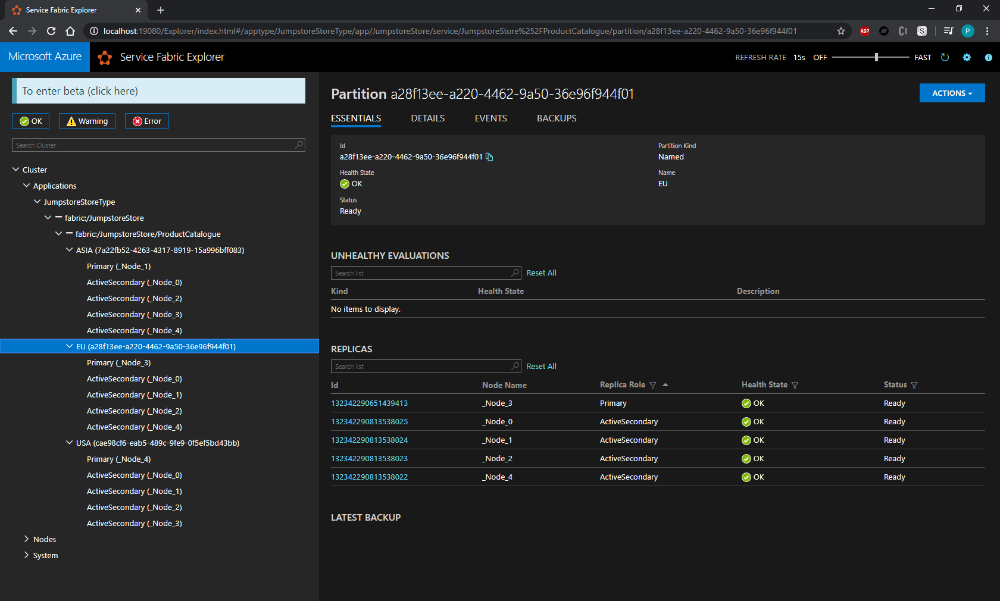 Service Fabric Explorer
localhost:19080/Explorer/index.html#/apptype/JumpstoreStoreType/app/JumpstoreStore/service/JumpstoreStore%252FProductCatalogue/partition/a28f13ee-a220-4462-9a50-36e96f944f01
ABP
S
P
Microsoft Azure
Service Fabric Explorer
REFRESH RATE 15s OFF FAST
To enter beta (click here)
OK
Warning
Error
Search Cluster
Cluster
Applications
JumpstoreStoreType
fabric:/JumpstoreStore
fabric:/JumpstoreStore/ProductCatalogue
ASIA (7a22fb52-4263-4317-8919-15a996bff083)
Primary (_Node_1)
ActiveSecondary (_Node_0)
ActiveSecondary (_Node_2)
ActiveSecondary (_Node_3)
ActiveSecondary (_Node_4)
EU (a28f13ee-a220-4462-9a50-36e96f944f01)
Primary (_Node_3)
ActiveSecondary (_Node_0)
ActiveSecondary (_Node_1)
ActiveSecondary (_Node_2)
ActiveSecondary (_Node_4)
USA (cae98cf6-eab5-489c-9fe9-0f5ef5bd43bb)
Primary (_Node_4)
ActiveSecondary (_Node_0)
ActiveSecondary (_Node_1)
ActiveSecondary (_Node_2)
ActiveSecondary (_Node_3)
Nodes
System
Partition a28f13ee-a220-4462-9a50-36e96f944f01
ACTIONS
ESSENTIALS DETAILS EVENTS BACKUPS
Id
a28f13ee-a220-4462-9a50-36e96f944f01
Health State
OK
Status
Ready
Partition Kind
Named
Name
EU
UNHEALTHY EVALUATIONS
Search list Reset All
Kind Health State Description
No items to display.
REPLICAS
Search list Reset All
Id Node Name Replica Role Health State Status
132342290651439413 _Node_3 Primary OK Ready
132342290813538025 _Node_0 ActiveSecondary OK Ready
132342290813538024 _Node_1 ActiveSecondary OK Ready
132342290813538023 _Node_2 ActiveSecondary OK Ready
132342290813538022 _Node_4 ActiveSecondary OK Ready
LATEST BACKUP